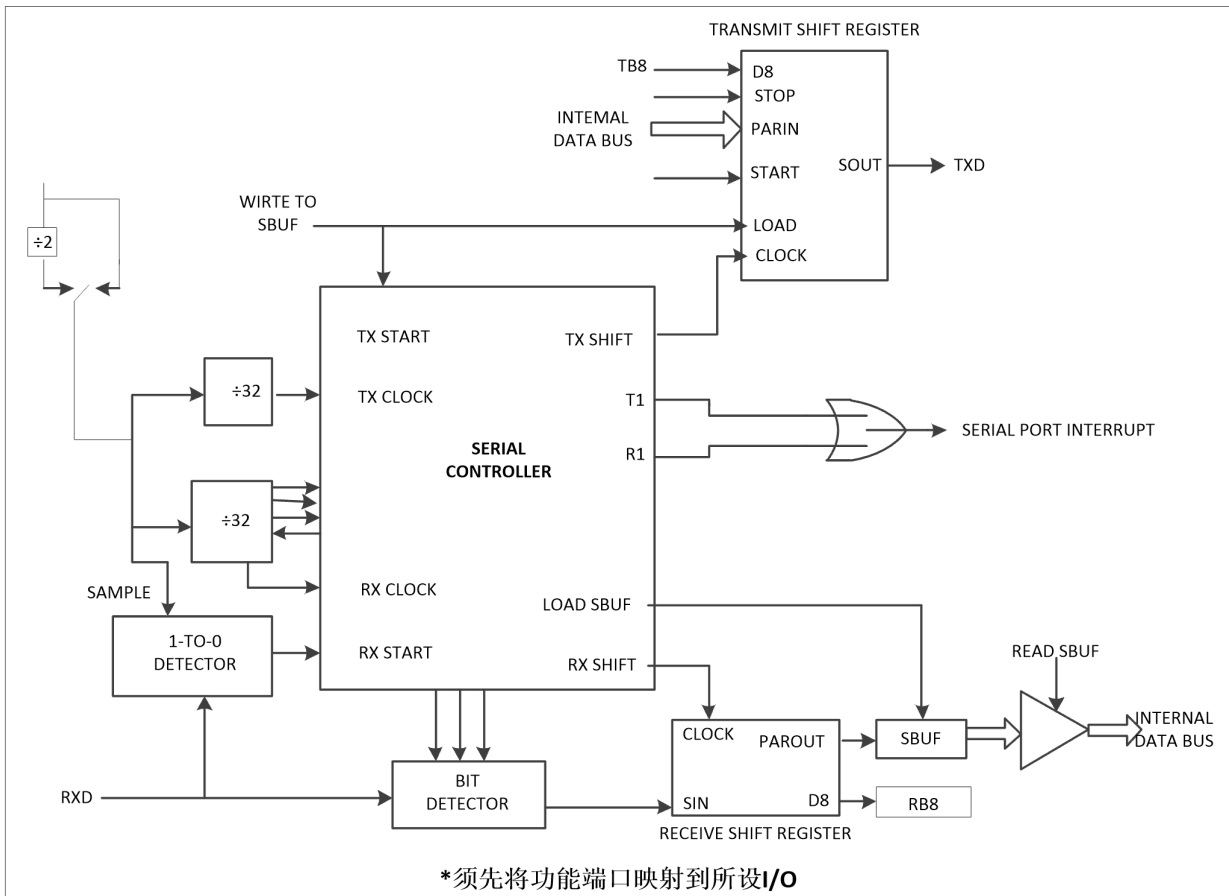 TRANSMIT SHIFT REGISTER
TB8
D8
STOP
INTEMAL
DATA BUS
PARIN
START
SOUT
TXD
WIRTE TO
SBUF
LOAD
CLOCK
÷2
TX START
TX SHIFT
÷32
TX CLOCK
T1
SERIAL PORT INTERRUPT
SERIAL
CONTROLLER
R1
÷32
RX CLOCK
SAMPLE
LOAD SBUF
1-TO-0
DETECTOR
RX START
RX SHIFT
READ SBUF
CLOCK
PAROUT
SBUF
INTERNAL
DATA BUS
RXD
BIT
DETECTOR
SIN
D8
RB8
RECEIVE SHIFT REGISTER
*须先将功能端口映射到所设I/O